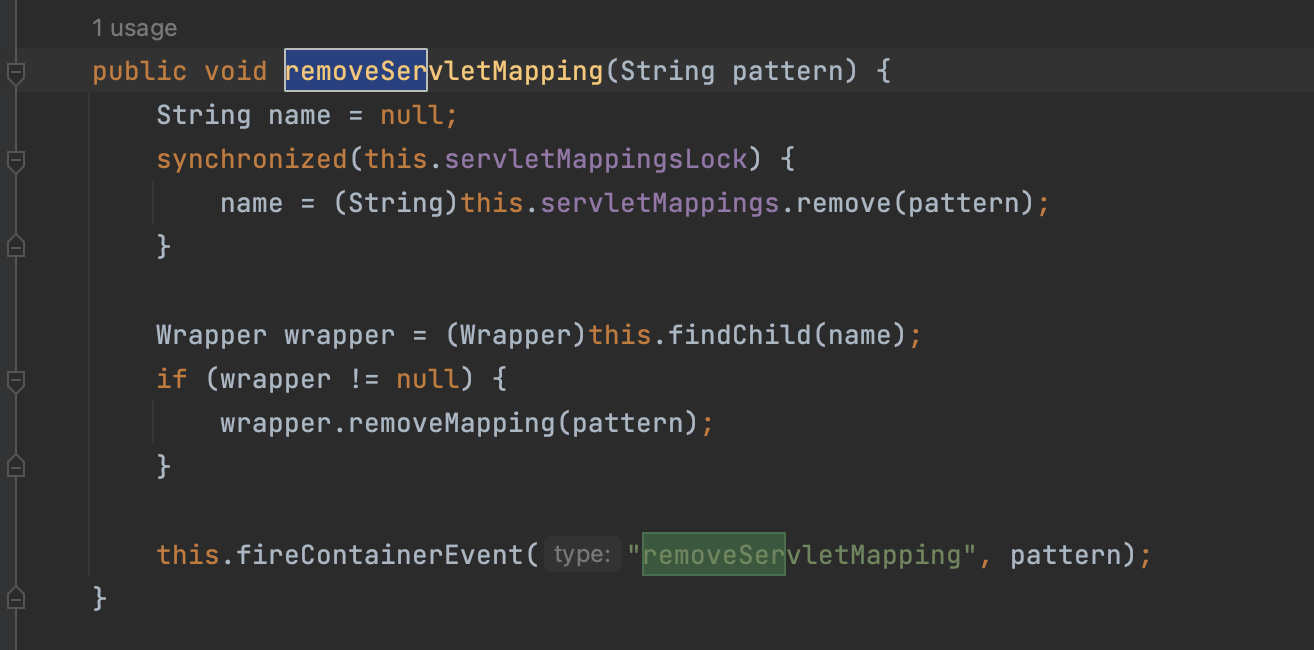 1 usage
public void removeServletMapping(String pattern) {
    String name = null;
    synchronized(this.servletMappingsLock) {
        name = (String)this.servletMappings.remove(pattern);
    }

    Wrapper wrapper = (Wrapper)this.findChild(name);
    if (wrapper != null) {
        wrapper.removeMapping(pattern);
    }

    this.fireContainerEvent( type: "removeServletMapping", pattern);
}